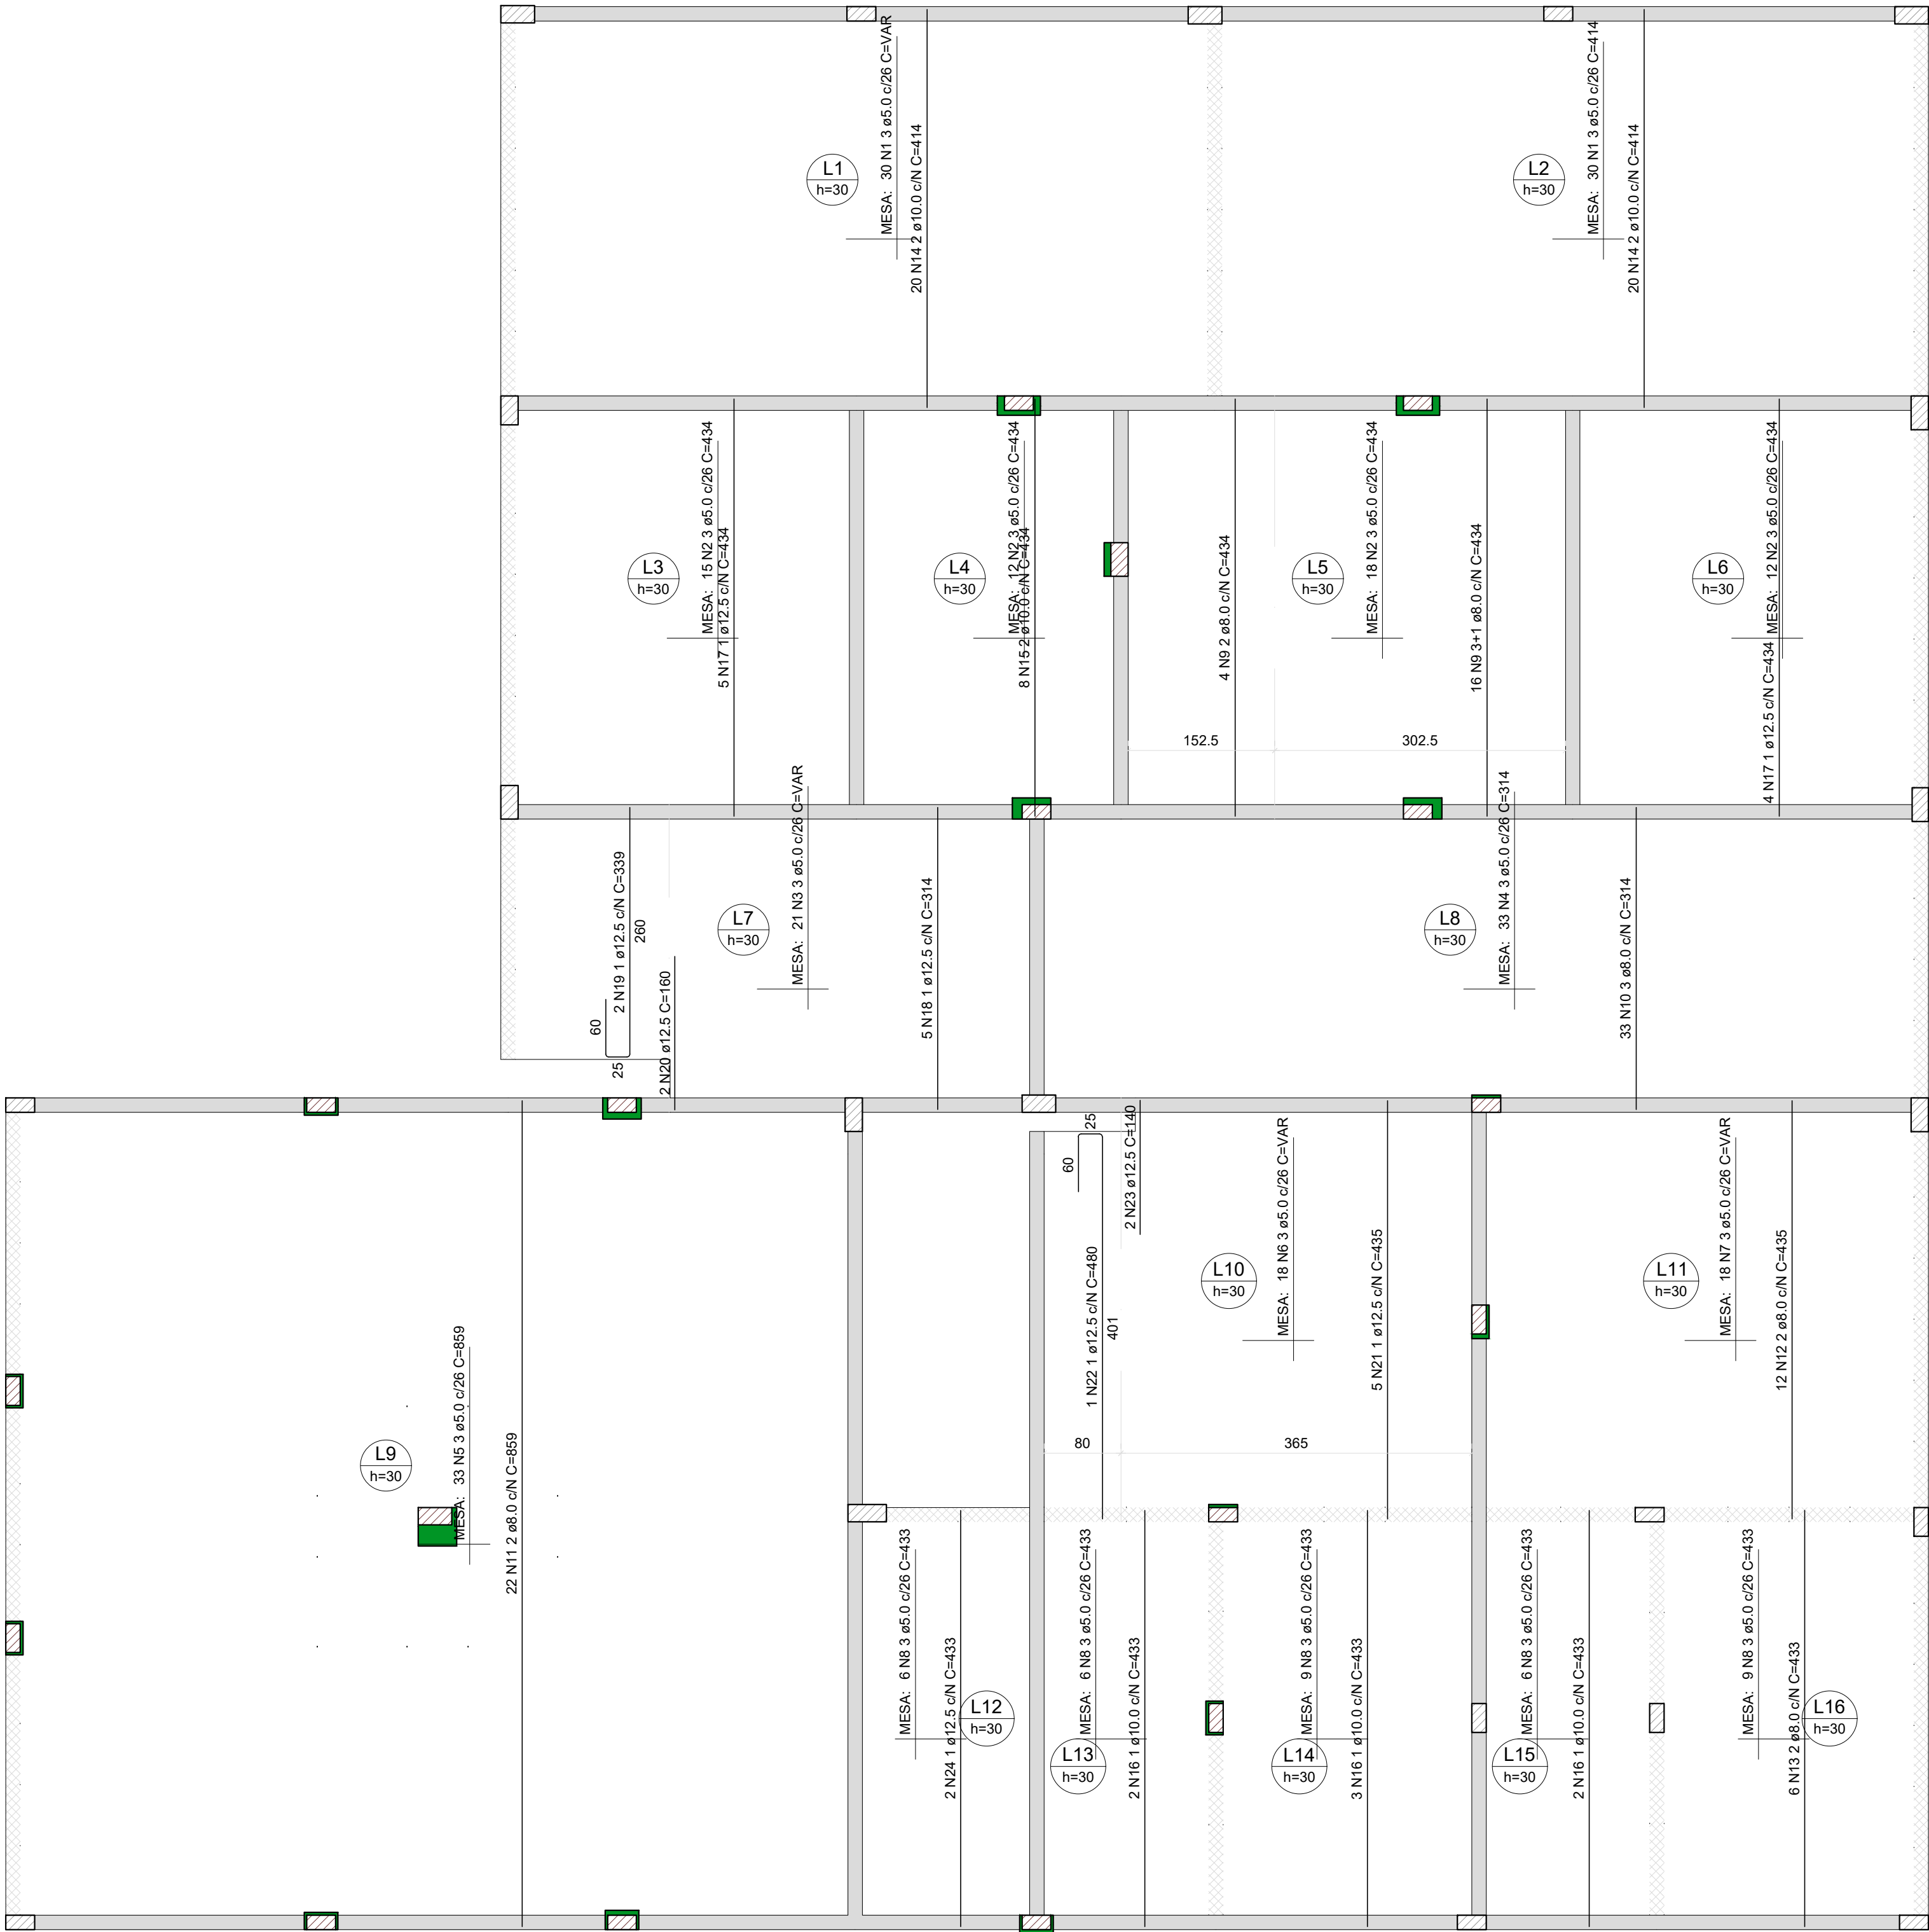 L1
h=30
MESA: 30 N1 3 ø5.0 c/26 C=VAR
20 N14 2 ø10.0 c/N C=414
L2
h=30
MESA: 30 N1 3 ø5.0 c/26 C=414
20 N14 2 ø10.0 c/N C=414
L3
h=30
MESA: 15 N2 3 ø5.0 c/26 C=434
5 N17 1 ø12.5 c/N C=434
L4
h=30
MESA: 12 N2 3 ø5.0 c/26 C=434
8 N15 2 ø10.0 c/N C=434
4 N9 2 ø8.0 c/N C=434
L5
h=30
MESA: 18 N2 3 ø5.0 c/26 C=434
16 N9 3+1 ø8.0 c/N C=434
152.5
302.5
L6
h=30
MESA: 12 N2 3 ø5.0 c/26 C=434
4 N17 1 ø12.5 c/N C=434
2 N19 1 ø12.5 c/N C=339
260
60
25
2 N20 ø12.5 C=160
L7
h=30
MESA: 21 N3 3 ø5.0 c/26 C=VAR
5 N18 1 ø12.5 c/N C=314
L8
h=30
MESA: 33 N4 3 ø5.0 c/26 C=314
33 N10 3 ø8.0 c/N C=314
L9
h=30
MESA: 33 N5 3 ø5.0 c/26 C=859
22 N11 2 ø8.0 c/N C=859
60
25
2 N23 ø12.5 C=140
1 N22 1 ø12.5 c/N C=480
401
L10
h=30
MESA: 18 N6 3 ø5.0 c/26 C=VAR
5 N21 1 ø12.5 c/N C=435
80
365
L11
h=30
MESA: 18 N7 3 ø5.0 c/26 C=VAR
12 N12 2 ø8.0 c/N C=435
MESA: 6 N8 3 ø5.0 c/26 C=433
2 N24 1 ø12.5 c/N C=433
L12
h=30
MESA: 6 N8 3 ø5.0 c/26 C=433
L13
h=30
2 N16 1 ø10.0 c/N C=433
MESA: 9 N8 3 ø5.0 c/26 C=433
L14
h=30
3 N16 1 ø10.0 c/N C=433
MESA: 6 N8 3 ø5.0 c/26 C=433
L15
h=30
2 N16 1 ø10.0 c/N C=433
MESA: 9 N8 3 ø5.0 c/26 C=433
6 N13 2 ø8.0 c/N C=433
L16
h=30